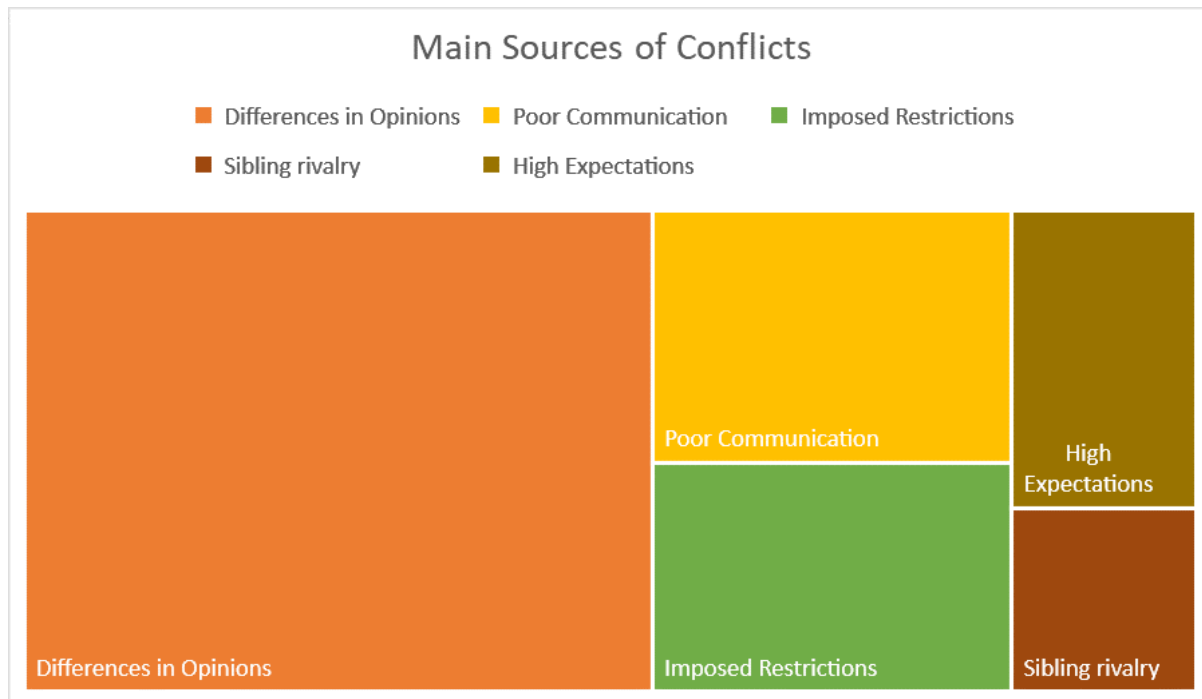 Main Sources of Conflicts
Differences in Opinions Poor Communication Imposed Restrictions
Sibling rivalry High Expectations
Differences in Opinions
Poor Communication
Imposed Restrictions
High
Expectations
Sibling rivalry